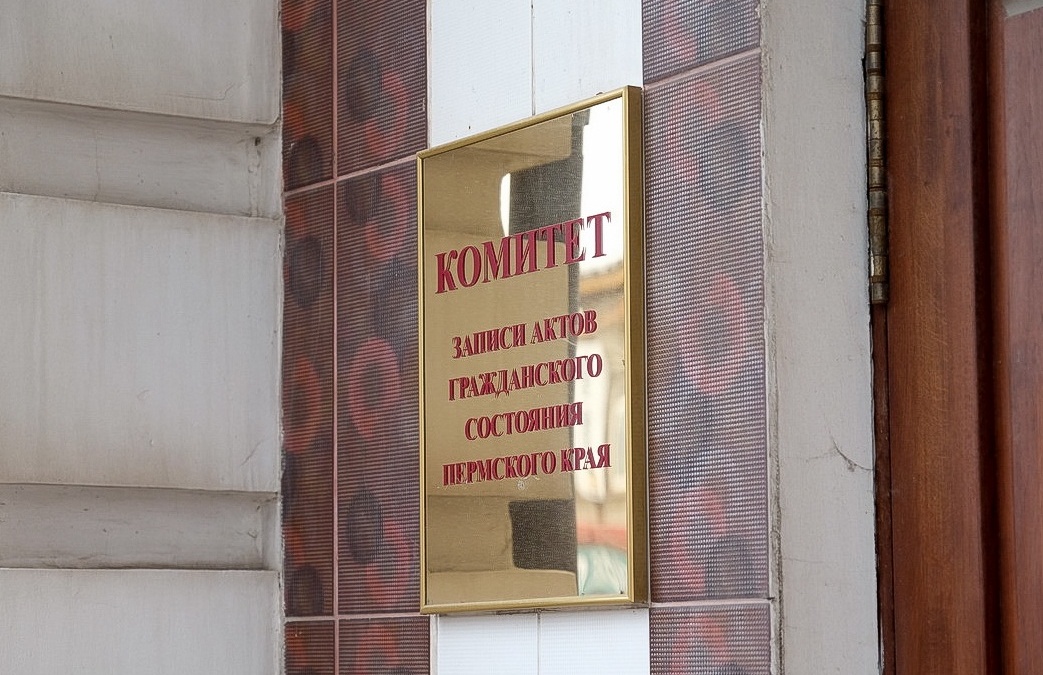 КОМИТЕТ
ЗАПИСИ АКТОВ
ГРАЖДАНСКОГО
СОСТОЯНИЯ
ПЕРМСКОГО КРАЯ